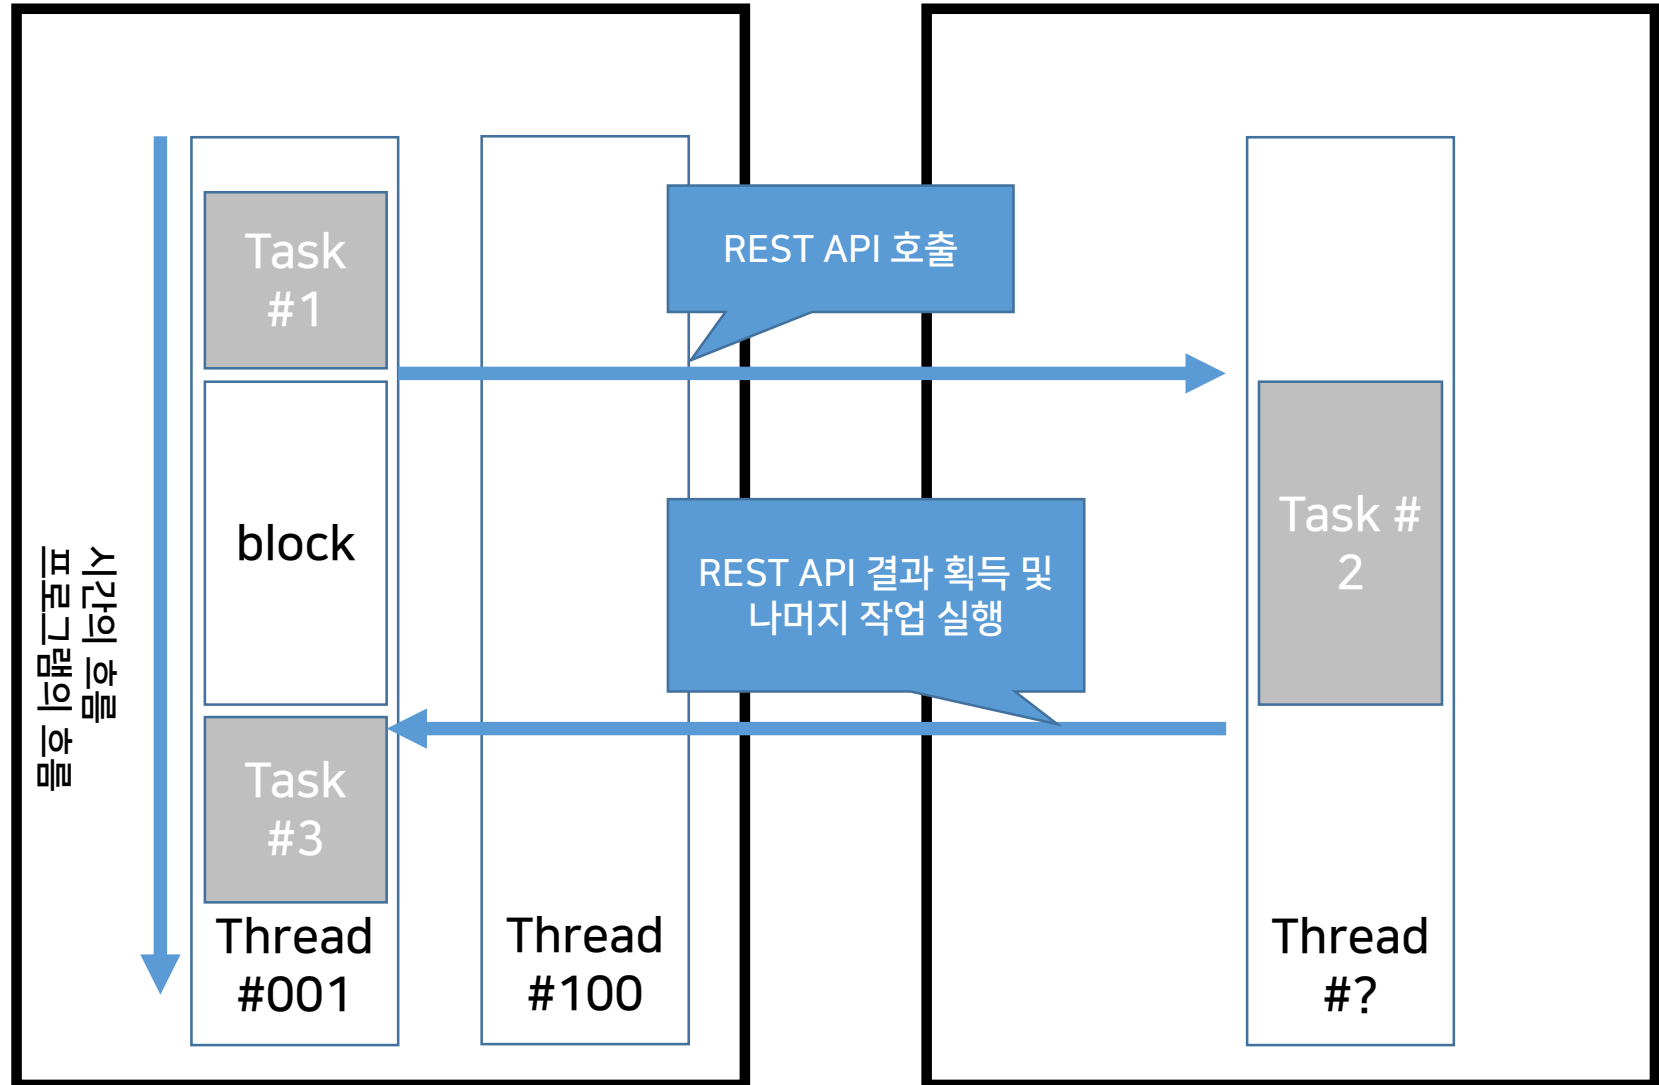 시간의 흐름
프로그램의 흐름
Task
#1
block
Task
#3
Thread
#001
Thread
#100
REST API 호출
REST API 결과 획득 및
나머지 작업 실행
Task #
2
Thread
#?